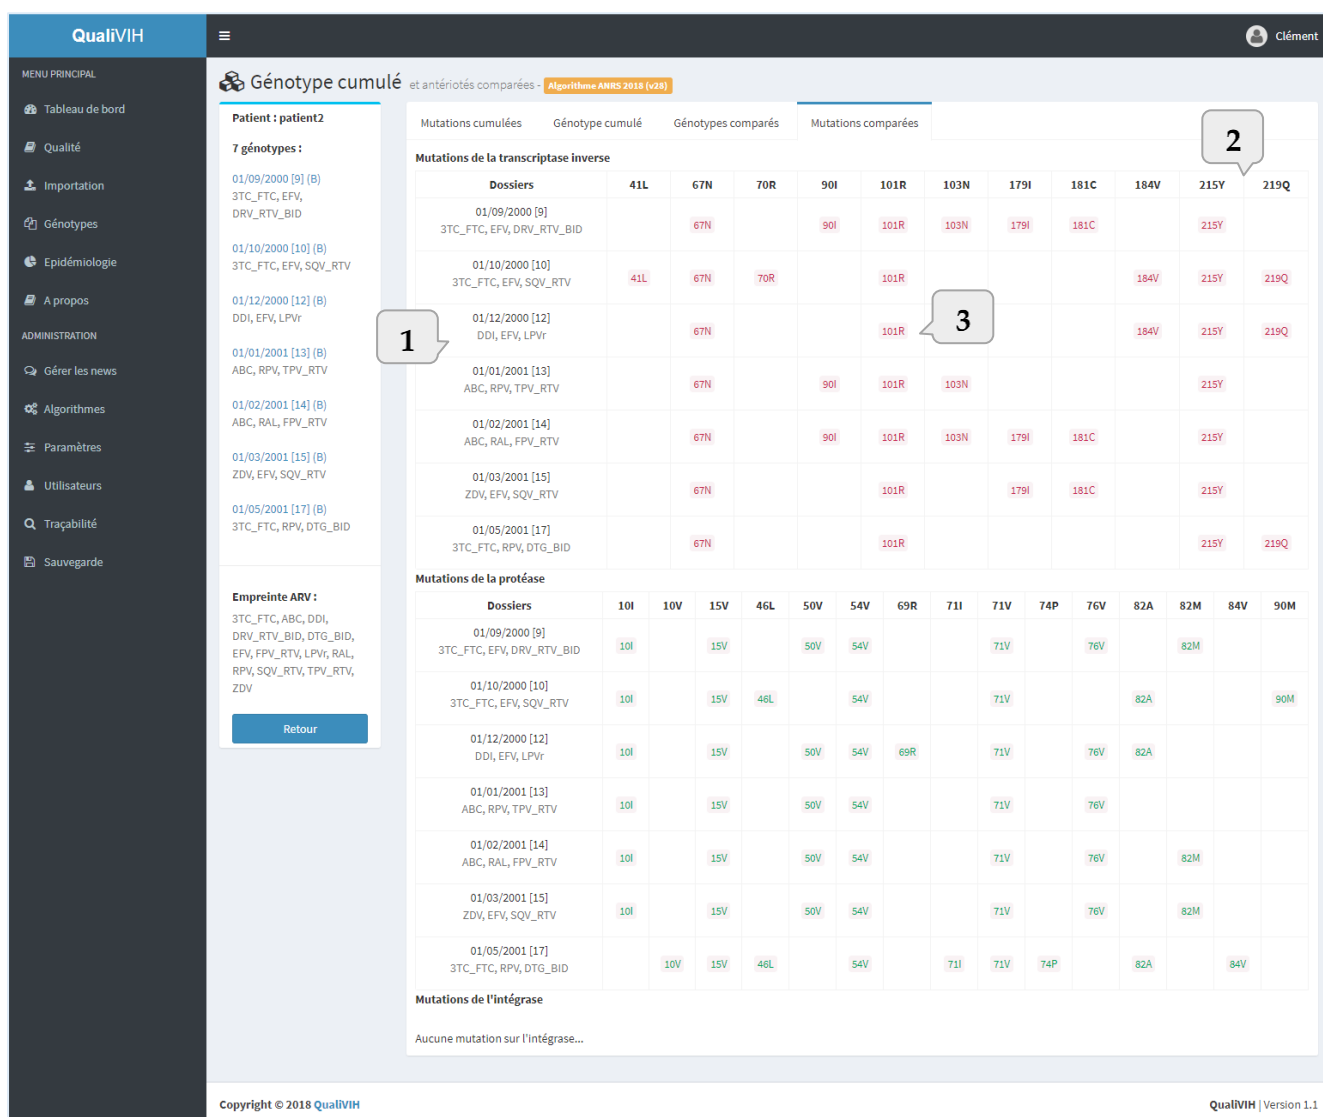 QualiVIH
Clément
MENU PRINCIPAL
Tableau de bord
Qualité
Importation
Génotypes
Epidémiologie
A propos
ADMINISTRATION
Gérer les news
Algorithmes
Paramètres
Utilisateurs
Traçabilité
Sauvegarde
Génotype cumulé et antériotés comparées - Algorithme ANRS 2018 (v28)
Patient : patient2
7 génotypes :
01/09/2000 [9] (B)
3TC_FTC, EFV,
DRV_RTV_BID
01/10/2000 [10] (B)
3TC_FTC, EFV, SQV_RTV
01/12/2000 [12] (B)
DDI, EFV, LPVr
01/01/2001 [13] (B)
ABC, RPV, TPV_RTV
01/02/2001 [14] (B)
ABC, RAL, FPV_RTV
01/03/2001 [15] (B)
ZDV, EFV, SQV_RTV
01/05/2001 [17] (B)
3TC_FTC, RPV, DTG_BID
Empreinte ARV :
3TC_FTC, ABC, DDI,
DRV_RTV_BID, DTG_BID,
EFV, FPV_RTV, LPVr, RAL,
RPV, SQV_RTV, TPV_RTV,
ZDV
Retour
Mutations cumulées Génotype cumulé Génotypes comparés Mutations comparées
2
Mutations de la transcriptase inverse
Dossiers 41L 67N 70R 90I 101R 103N 179I 181C 184V 215Y 219Q
01/09/2000 [9]
3TC_FTC, EFV, DRV_RTV_BID
67N 90I 101R 103N 179I 181C 215Y
01/10/2000 [10]
3TC_FTC, EFV, SQV_RTV
41L 67N 70R 101R 184V 215Y 219Q
01/12/2000 [12]
DDI, EFV, LPVr
67N 101R 184V 215Y 219Q
1
3
01/01/2001 [13]
ABC, RPV, TPV_RTV
67N 90I 101R 103N 215Y
01/02/2001 [14]
ABC, RAL, FPV_RTV
67N 90I 101R 103N 179I 181C 215Y
01/03/2001 [15]
ZDV, EFV, SQV_RTV
67N 101R 179I 181C 215Y
01/05/2001 [17]
3TC_FTC, RPV, DTG_BID
67N 101R 215Y 219Q
Mutations de la protéase
Dossiers 10I 10V 15V 46L 50V 54V 69R 71I 71V 74P 76V 82A 82M 84V 90M
01/09/2000 [9]
3TC_FTC, EFV, DRV_RTV_BID
10I 15V 50V 54V 71V 76V 82M
01/10/2000 [10]
3TC_FTC, EFV, SQV_RTV
10I 15V 46L 54V 71V 82A 90M
01/12/2000 [12]
DDI, EFV, LPVr
10I 15V 50V 54V 69R 71V 76V 82A
01/01/2001 [13]
ABC, RPV, TPV_RTV
10I 15V 50V 54V 71V 76V
01/02/2001 [14]
ABC, RAL, FPV_RTV
10I 15V 50V 54V 71V 76V 82M
01/03/2001 [15]
ZDV, EFV, SQV_RTV
10I 15V 50V 54V 71V 76V 82M
01/05/2001 [17]
3TC_FTC, RPV, DTG_BID
10V 15V 46L 54V 71I 71V 74P 82A 84V
Mutations de l'intégrase
Aucune mutation sur l'intégrase...
Copyright © 2018 QualiVIH
QualiVIH | Version 1.1